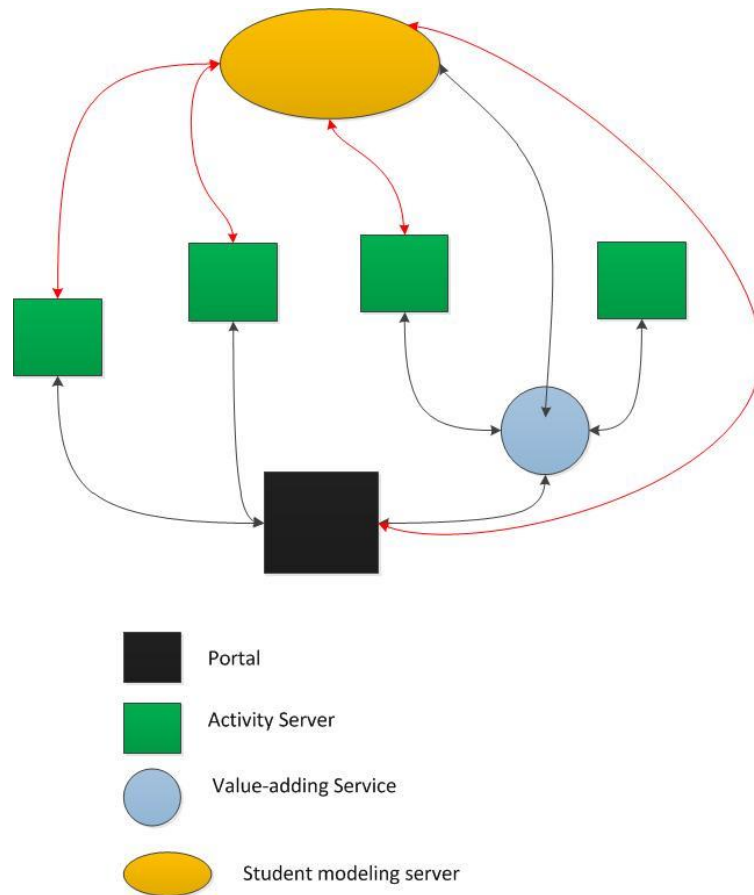 Portal
Activity Server
Value-adding Service
Student modeling server